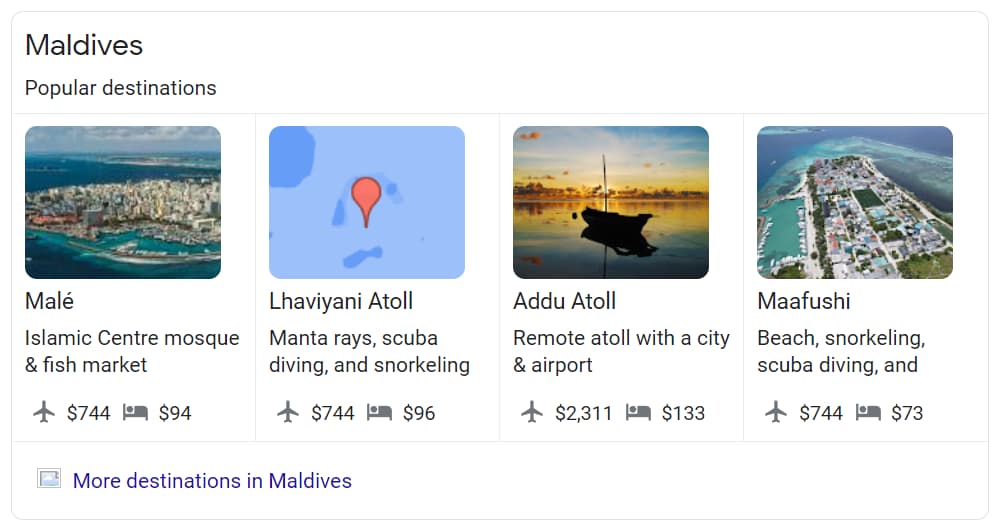 Maldives
Popular destinations
Malé
Islamic Centre mosque
& fish market
$744 $94
Lhaviyani Atoll
Manta rays, scuba
diving, and snorkeling
$744 $96
Addu Atoll
Remote atoll with a city
& airport
$2,311 $133
Maafushi
Beach, snorkeling,
scuba diving, and
$744 $73
More destinations in Maldives